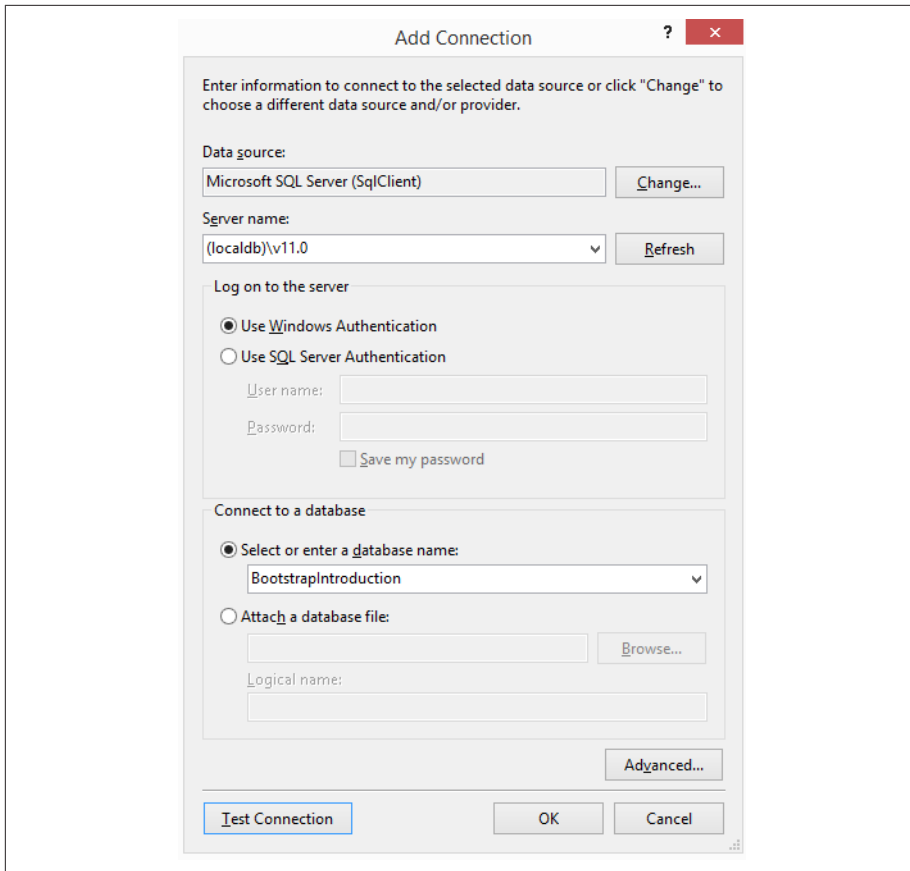 Add Connection
?
×
Enter information to connect to the selected data source or click "Change" to
choose a different data source and/or provider.
Data source:
Microsoft SQL Server (SqlClient)
Change...
Server name:
(localdb)\v11.0
Refresh
Log on to the server
Use Windows Authentication
Use SQL Server Authentication
User name:
Password:
Save my password
Connect to a database
Select or enter a database name:
BootstrapIntroduction
Attach a database file:
Browse...
Logical name:
Advanced...
Test Connection
OK
Cancel